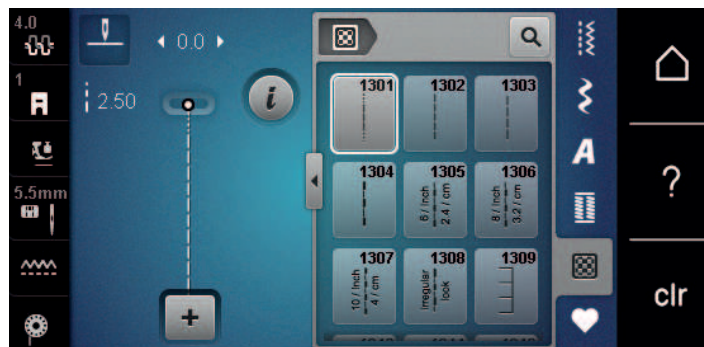 4.0
0.0
1
2.50
5.5mm
i
1301
1302
1303
1304
1305
6 / Inch
2.4 / cm
1306
8 / Inch
3.2 / cm
1307
10 / Inch
4 / cm
1308
irregular
look
1309
A
?
clr